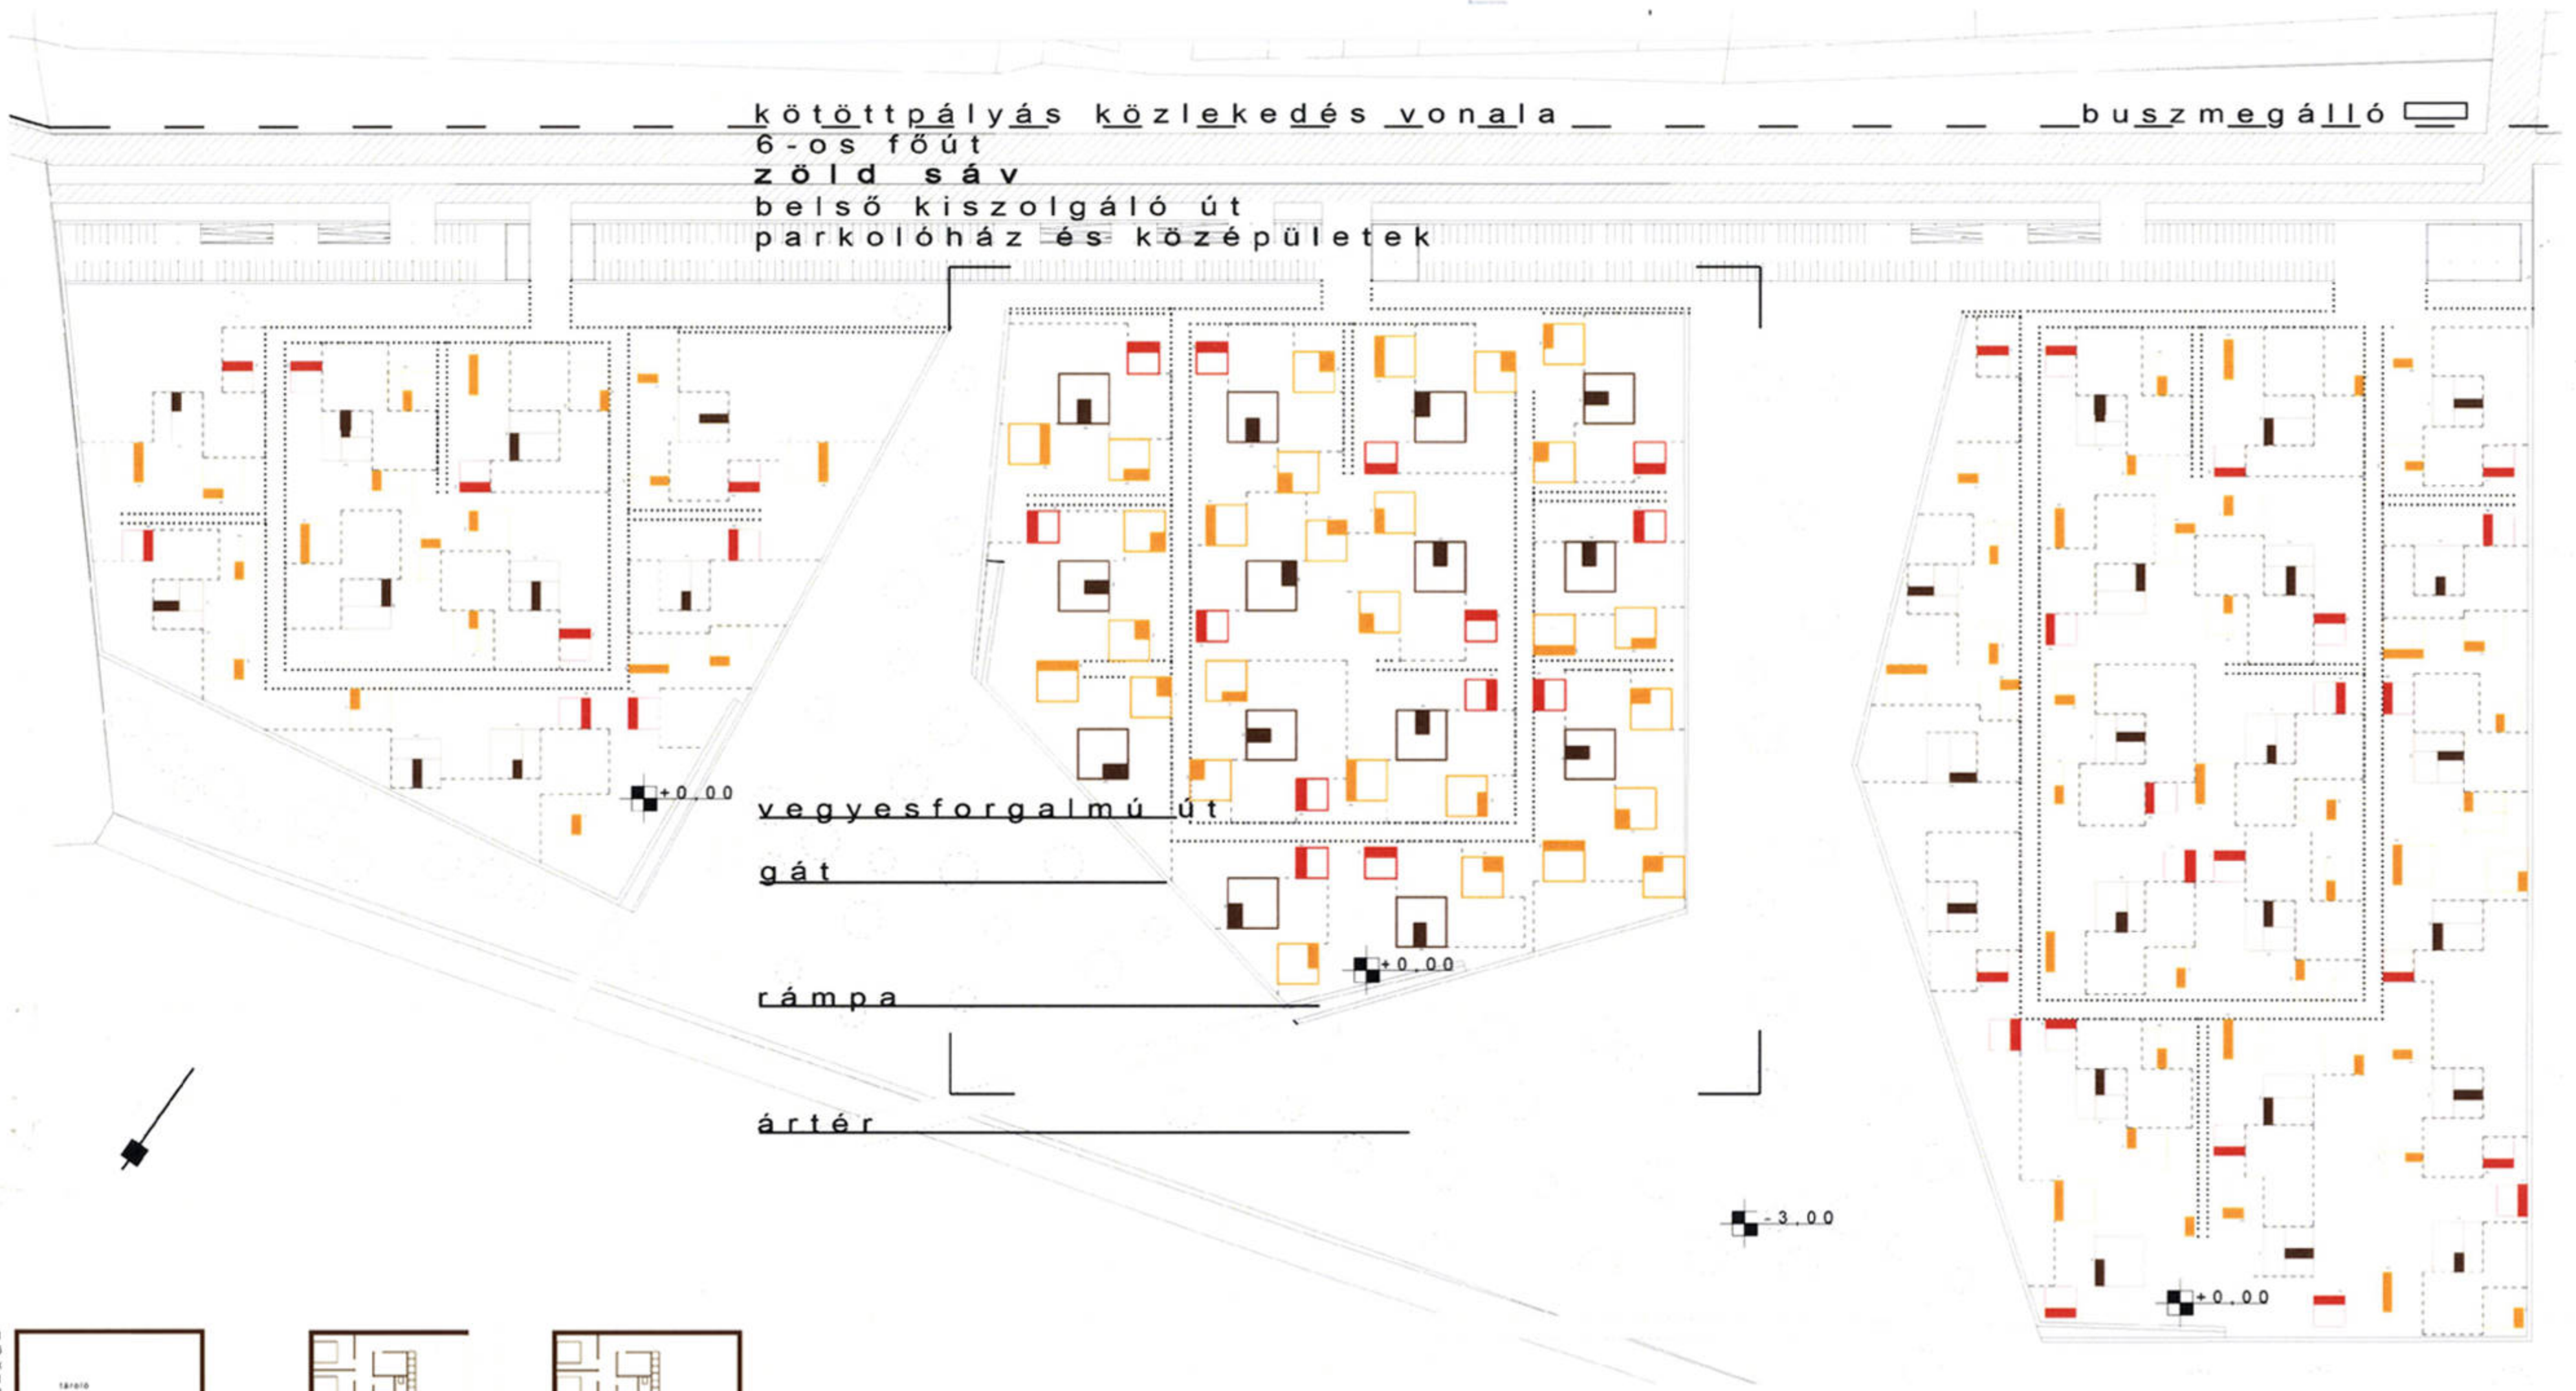 kötöttpályás közlekedés vonala
buszmegálló
6-os főút
zöld sáv
belső kiszolgáló út
parkolóház és középületek
+0,00
vegyesforgalmú út
gát
+0,00
rámpa
ártér
-3,00
+0,00
tároló